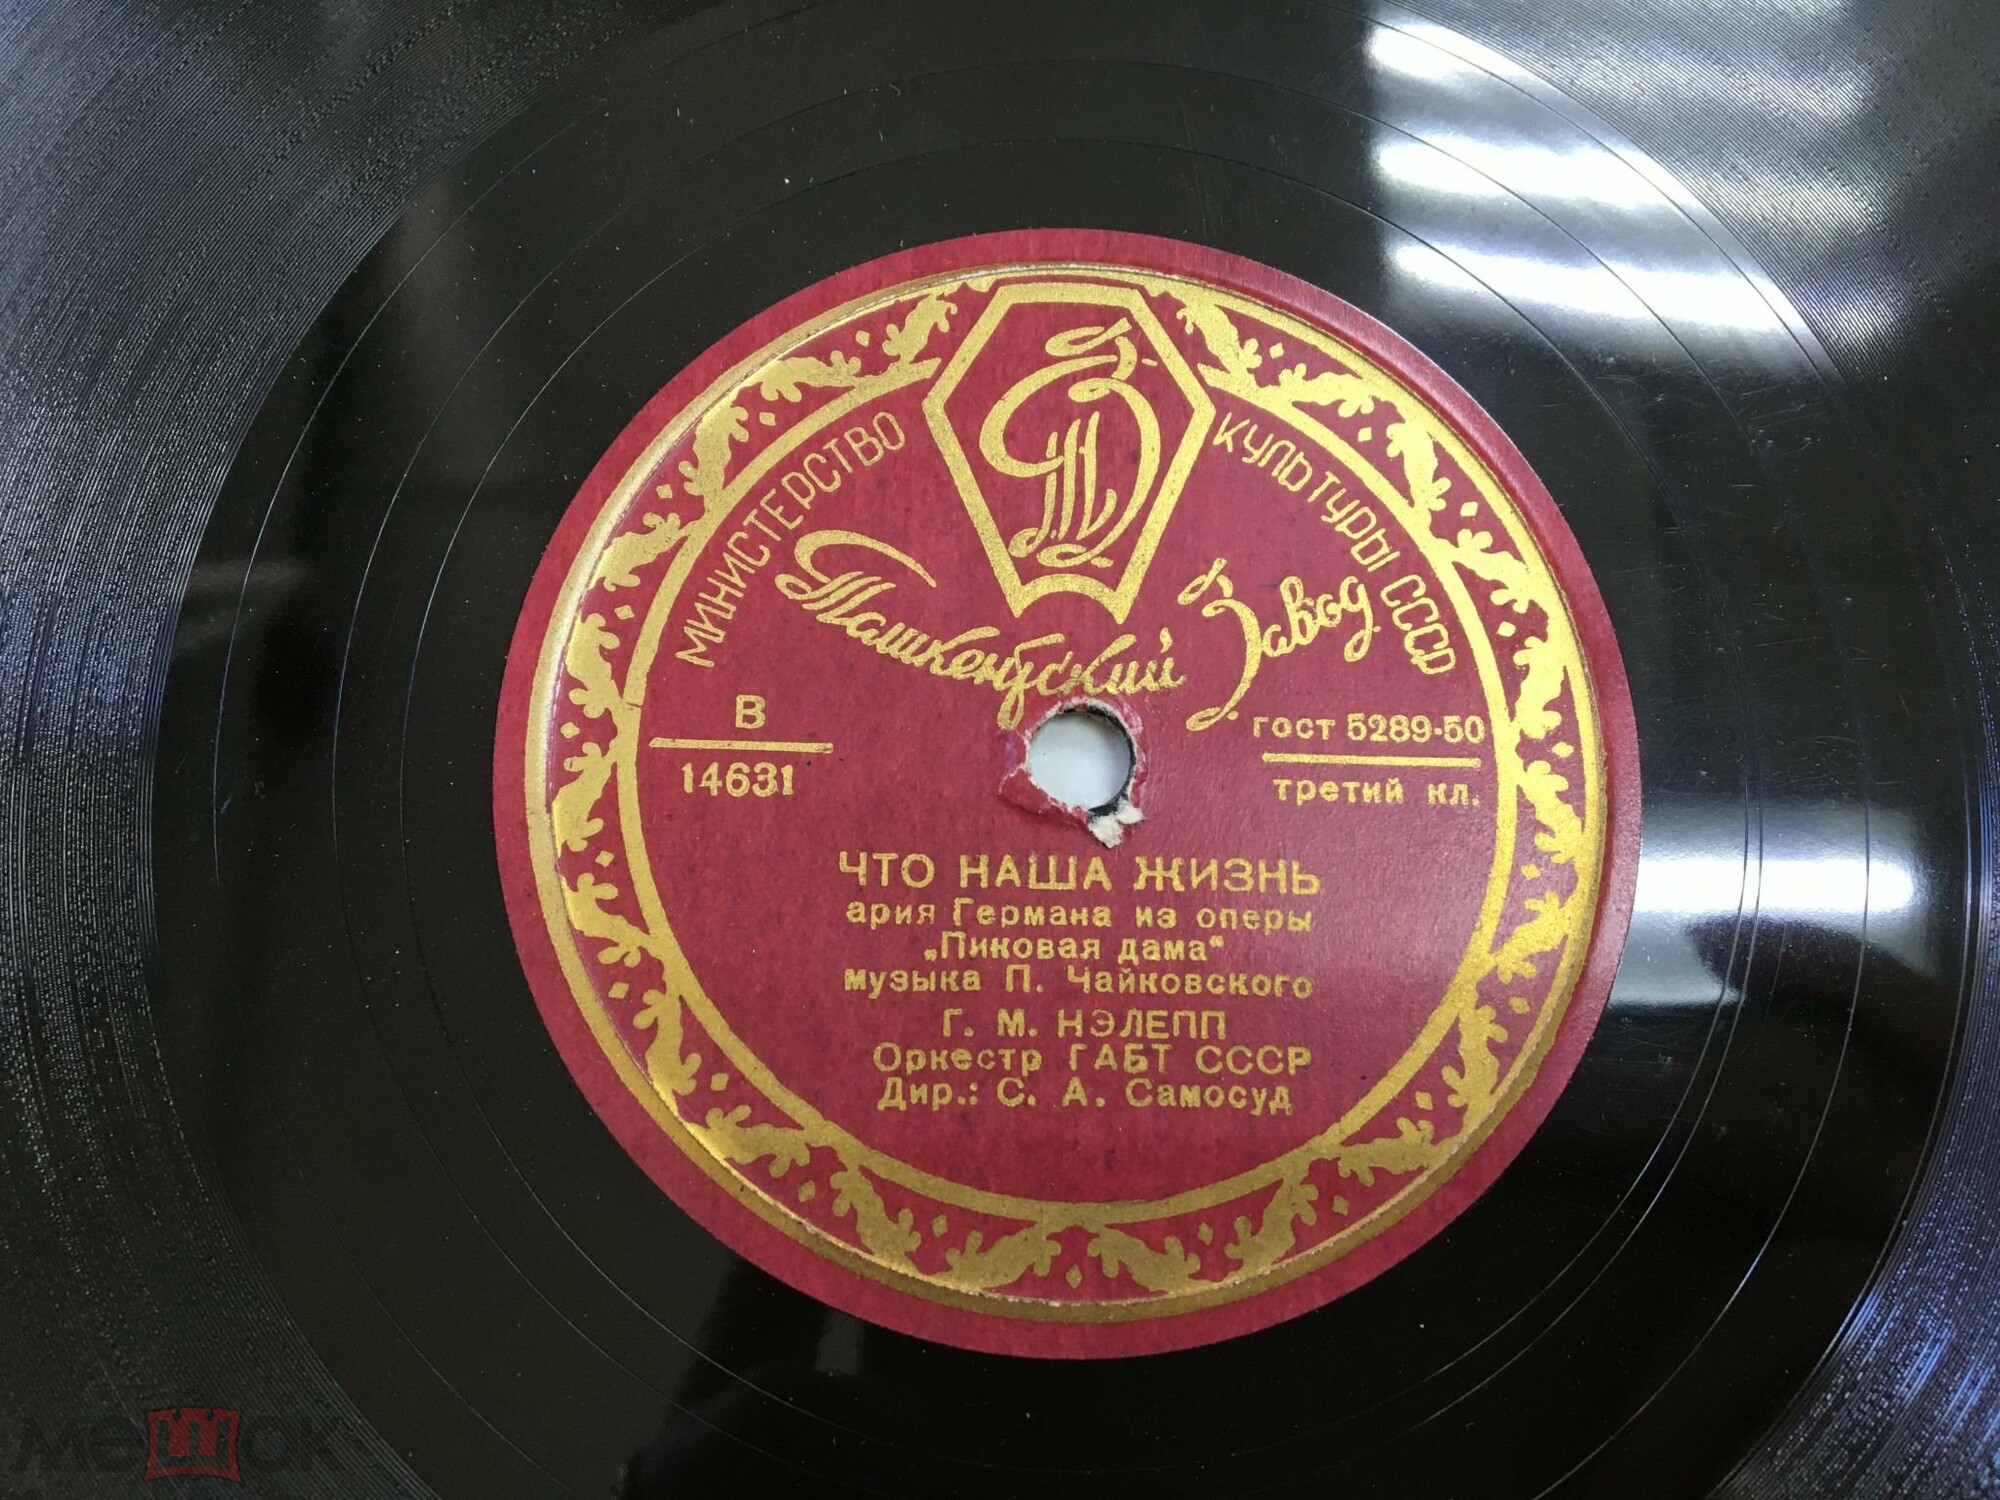 МИНИСТЕРСТВО КУЛЬТУРЫ СССР
Ташкентский Завод
В
14631
гост 5289-50
третий кл.
ЧТО НАША ЖИЗНЬ
ария Германа из оперы
„Пиковая дама“
музыка П. Чайковского
Г. М. НЭЛЕПП
Оркестр ГАБТ СССР
Дир.: С. А. Самосуд
мешок